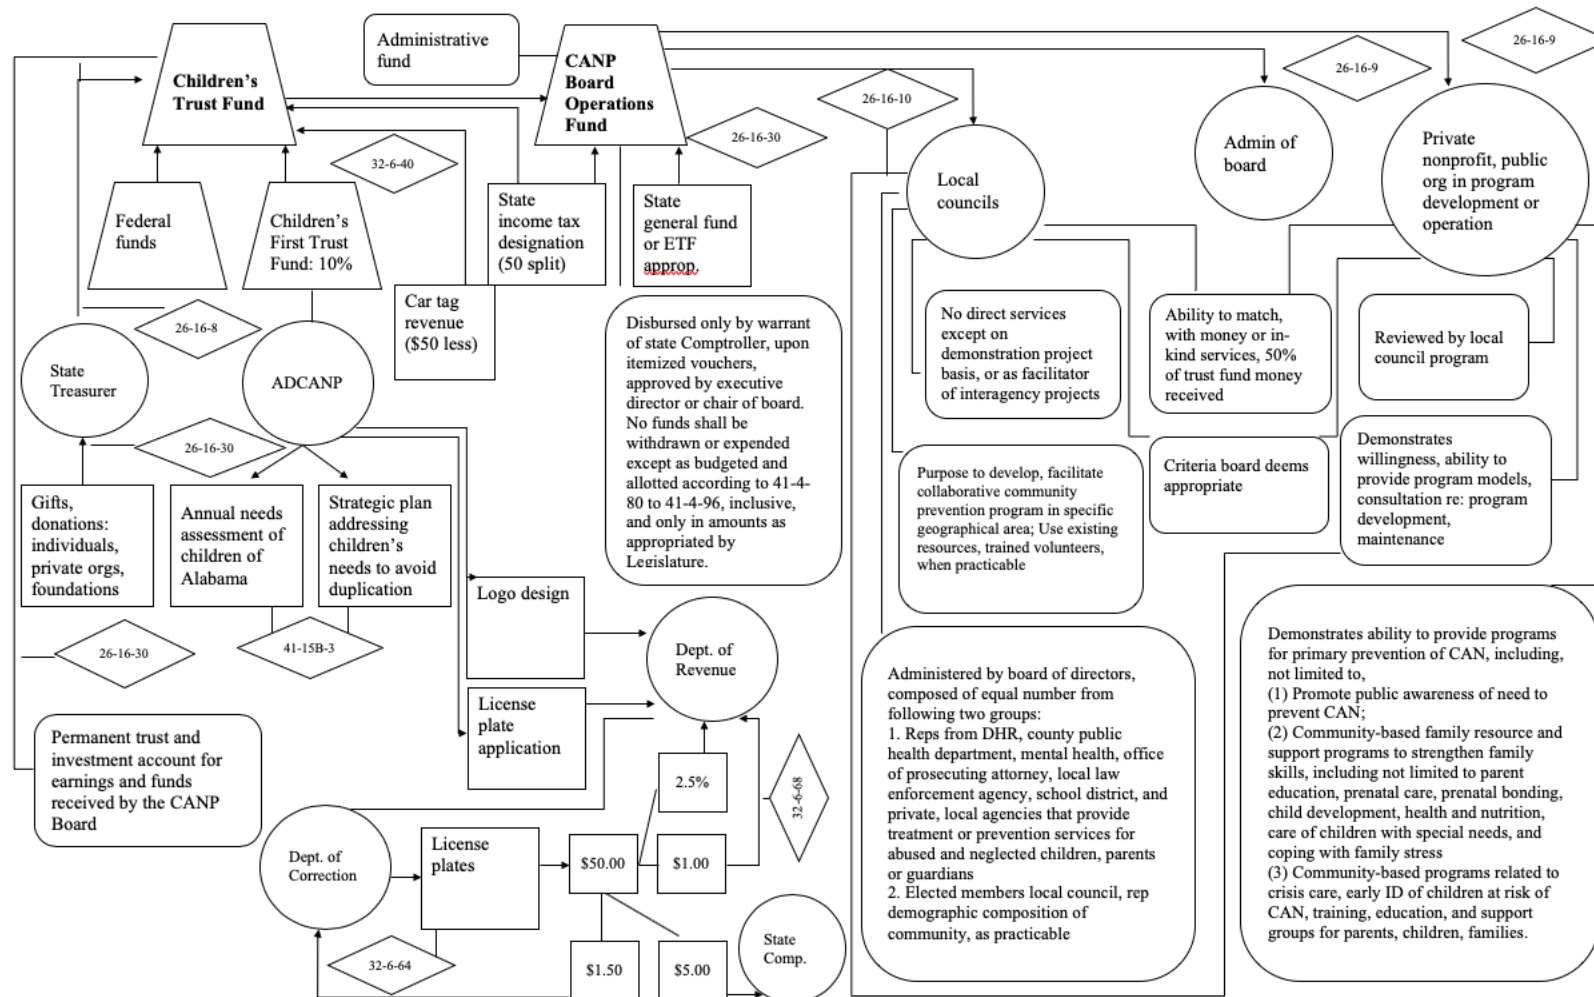 Children's
Trust Fund
Administrative
fund
CANP
Board
Operations
Fund
26-16-9
26-16-9
26-16-10
26-16-30
32-6-40
Local
councils
Admin of
board
Private
nonprofit, public
org in program
development or
operation
Federal
funds
Children's
First Trust
Fund: 10%
State
income tax
designation
(50 split)
State
general fund
or ETF
approp.
Car tag
revenue
($50 less)
26-16-8
State
Treasurer
ADCANP
26-16-30
Disbursed only by warrant
of state Comptroller, upon
itemized vouchers,
approved by executive
director or chair of board.
No funds shall be
withdrawn or expended
except as budgeted and
allotted according to 41-4-
80 to 41-4-96, inclusive,
and only in amounts as
appropriated by
Legislature.
No direct services
except on
demonstration project
basis, or as facilitator
of interagency projects
Ability to match,
with money or in-
kind services, 50%
of trust fund money
received
Reviewed by local
council program
Purpose to develop, facilitate
collaborative community
prevention program in specific
geographical area; Use existing
resources, trained volunteers,
when practicable
Criteria board deems
appropriate
Demonstrates
willingness, ability to
provide program models,
consultation re: program
development,
maintenance
Gifts,
donations:
individuals,
private orgs,
foundations
Annual needs
assessment of
children of
Alabama
Strategic plan
addressing
children's
needs to avoid
duplication
26-16-30
41-15B-3
Logo design
Dept. of
Revenue
License
plate
application
Permanent trust and
investment account for
earnings and funds
received by the CANP
Board
2.5%
32-6-68
Dept. of
Correction
License
plates
$50.00
$1.00
32-6-64
$1.50
$5.00
State
Comp.
Administered by board of directors,
composed of equal number from
following two groups:
1. Reps from DHR, county public
health department, mental health, office
of prosecuting attorney, local law
enforcement agency, school district, and
private, local agencies that provide
treatment or prevention services for
abused and neglected children, parents
or guardians
2. Elected members local council, rep
demographic composition of
community, as practicable
Demonstrates ability to provide programs
for primary prevention of CAN, including,
not limited to,
(1) Promote public awareness of need to
prevent CAN;
(2) Community-based family resource and
support programs to strengthen family
skills, including not limited to parent
education, prenatal care, prenatal bonding,
child development, health and nutrition,
care of children with special needs, and
coping with family stress
(3) Community-based programs related to
crisis care, early ID of children at risk of
CAN, training, education, and support
groups for parents, children, families.